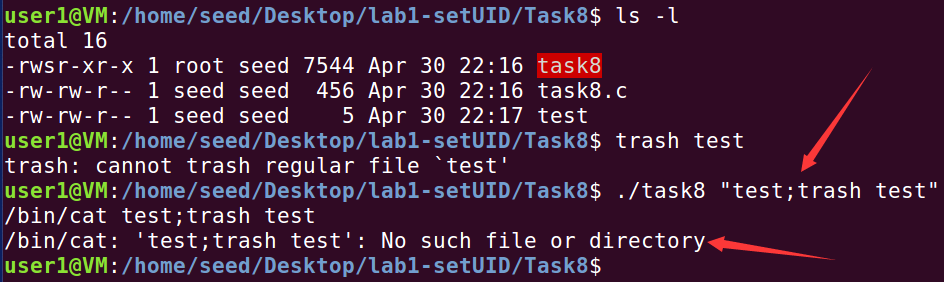 user1@VM:/home/seed/Desktop/lab1-setUID/Task8$ ls -l
total 16
-rwsr-xr-x 1 root seed 7544 Apr 30 22:16 task8
-rw-rw-r-- 1 seed seed  456 Apr 30 22:16 task8.c
-rw-rw-r-- 1 seed seed    5 Apr 30 22:17 test
user1@VM:/home/seed/Desktop/lab1-setUID/Task8$ trash test
trash: cannot trash regular file `test'
user1@VM:/home/seed/Desktop/lab1-setUID/Task8$ ./task8 "test;trash test"
/bin/cat test;trash test
/bin/cat: 'test;trash test': No such file or directory
user1@VM:/home/seed/Desktop/lab1-setUID/Task8$